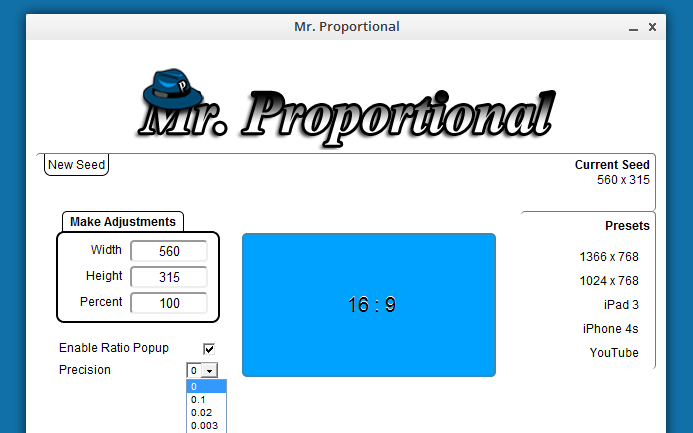 Mr. Proportional
P
Mr. Proportional
New Seed
Current Seed
560 x 315
Make Adjustments
Width 560
Height 315
Percent 100
16 : 9
Presets
1366 x 768
1024 x 768
iPad 3
iPhone 4s
YouTube
Enable Ratio Popup
Precision 0
0
0.1
0.02
0.003